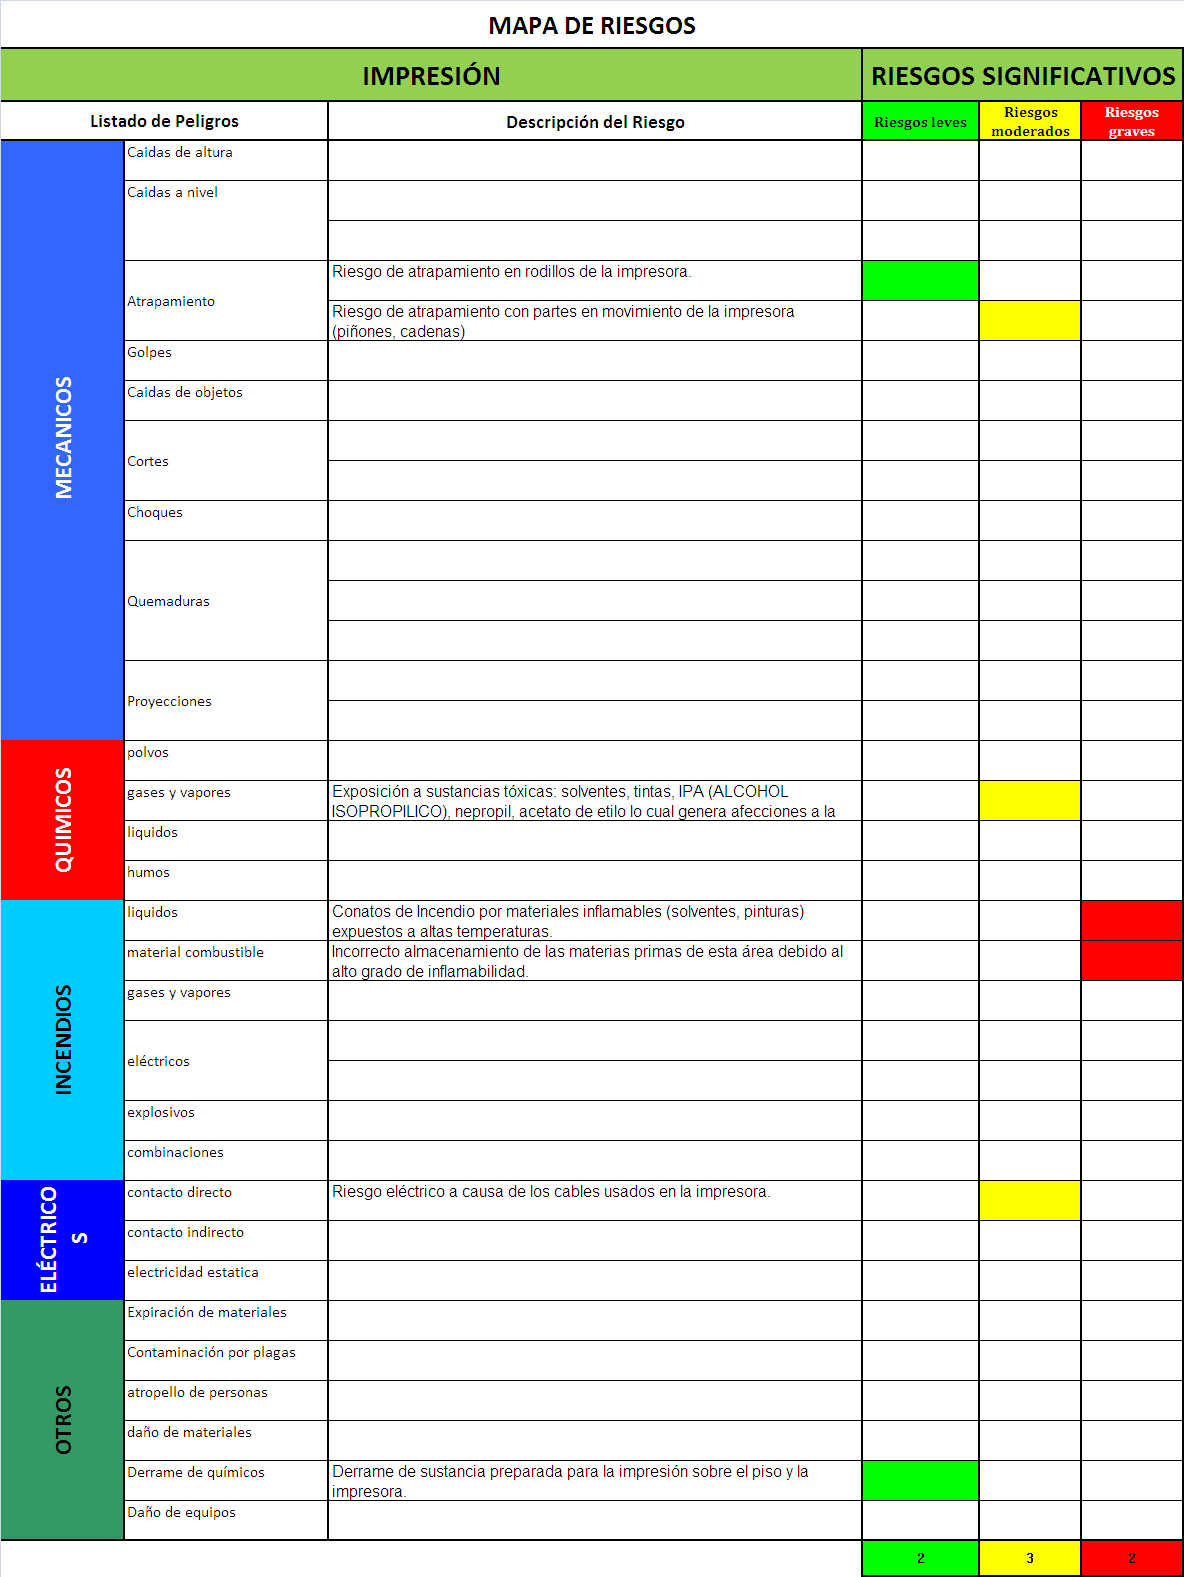 MAPA DE RIESGOS
IMPRESIÓN
RIESGOS SIGNIFICATIVOS
Listado de Peligros
Descripción del Riesgo
Riesgos leves
Riesgos
moderados
Riesgos
graves
MECANICOS
Caidas de altura
Caidas a nivel
Atrapamiento
Riesgo de atrapamiento en rodillos de la impresora.
Riesgo de atrapamiento con partes en movimiento de la impresora
(piñones, cadenas)
Golpes
Caidas de objetos
Cortes
Choques
Quemaduras
Proyecciones
QUIMICOS
polvos
gases y vapores
Exposición a sustancias tóxicas: solventes, tintas, IPA (ALCOHOL
ISOPROPILICO), nepropil, acetato de etilo lo cual genera afecciones a la
liquidos
humos
INCENDIOS
liquidos
Conatos de Incendio por materiales inflamables (solventes, pinturas)
expuestos a altas temperaturas.
material combustible
Incorrecto almacenamiento de las materias primas de esta área debido al
alto grado de inflamabilidad.
gases y vapores
eléctricos
explosivos
combinaciones
ELÉCTRICO
S
contacto directo
Riesgo eléctrico a causa de los cables usados en la impresora.
contacto indirecto
electricidad estatica
OTROS
Expiración de materiales
Contaminación por plagas
atropello de personas
daño de materiales
Derrame de químicos
Derrame de sustancia preparada para la impresión sobre el piso y la
impresora.
Daño de equipos
2
3
2